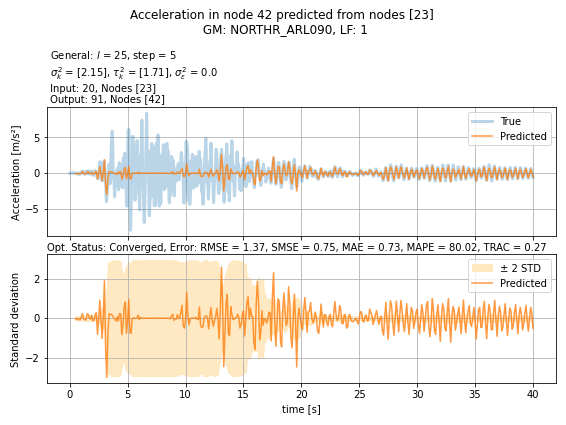 Acceleration in node 42 predicted from nodes [23]
GM: NORTHR_ARL090, LF: 1
General: l = 25, step = 5
σ²ₖ = [2.15], τ²ₖ = [1.71], σ²ε = 0.0
Input: 20, Nodes [23]
Output: 91, Nodes [42]
Acceleration [m/s²]
5
0
−5
True
Predicted
Opt. Status: Converged, Error: RMSE = 1.37, SMSE = 0.75, MAE = 0.73, MAPE = 80.02, TRAC = 0.27
Standard deviation
2
0
−2
± 2 STD
Predicted
0 5 10 15 20 25 30 35 40
time [s]